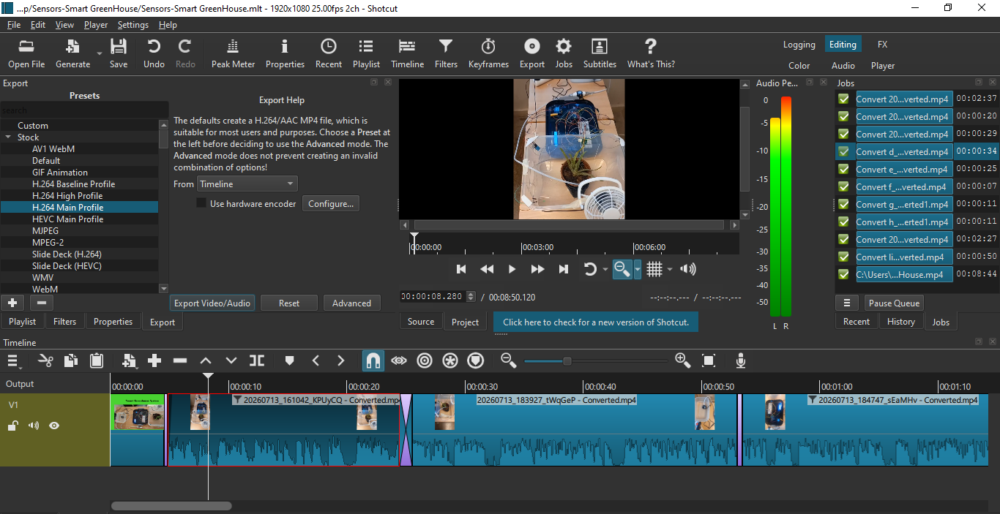 ...p/Sensors-Smart GreenHouse/Sensors-Smart GreenHouse.mlt - 1920x1080 25.00fps 2ch - Shotcut
File Edit View Player Settings Help
Open File Generate Save Undo Redo Peak Meter Properties Recent Playlist Timeline Filters Keyframes Export Jobs Subtitles What's This?
Logging Editing FX
Color Audio Player
Export
Presets
search
Custom
Stock
AV1 WebM
Default
GIF Animation
H.264 Baseline Profile
H.264 High Profile
H.264 Main Profile
HEVC Main Profile
MJPEG
MPEG-2
Slide Deck (H.264)
Slide Deck (HEVC)
WMV
WebM
Export Help
The defaults create a H.264/AAC MP4 file, which is
suitable for most users and purposes. Choose a Preset at
the left before deciding to use the Advanced mode. The
Advanced mode does not prevent creating an invalid
combination of options!
From Timeline
Use hardware encoder Configure...
Export Video/Audio Reset Advanced
Playlist Filters Properties Export
00:00:00 00:03:00 00:06:00
00:00:08.280 / 00:08:50.120 --:--:--.--- / --:--:--.---
Source Project Click here to check for a new version of Shotcut.
Audio Pe...
0
-5
-10
-15
-20
-25
-30
-35
-40
-50
L R
Jobs
Convert 20...verted.mp4 00:02:37
Convert 20...verted.mp4 00:00:20
Convert 20...verted.mp4 00:00:29
Convert d_...verted.mp4 00:00:34
Convert e_...verted.mp4 00:00:25
Convert f_...verted.mp4 00:00:07
Convert g_...erted1.mp4 00:00:11
Convert h_...erted1.mp4 00:00:11
Convert 20...verted.mp4 00:02:27
Convert li...verted.mp4 00:00:50
C:\Users\...House.mp4 00:08:44
Pause Queue
Recent History Jobs
Timeline
Output
00:00:00 00:00:10 00:00:20 00:00:30 00:00:40 00:00:50 00:01:00 00:01:10
V1
Smart Greenhouse System
20260713_161042_KPUyCQ - Converted.mp
20260713_183927_tWqGeP - Converted.mp4
20260713_184747_sEaMHv - Converted.mp4